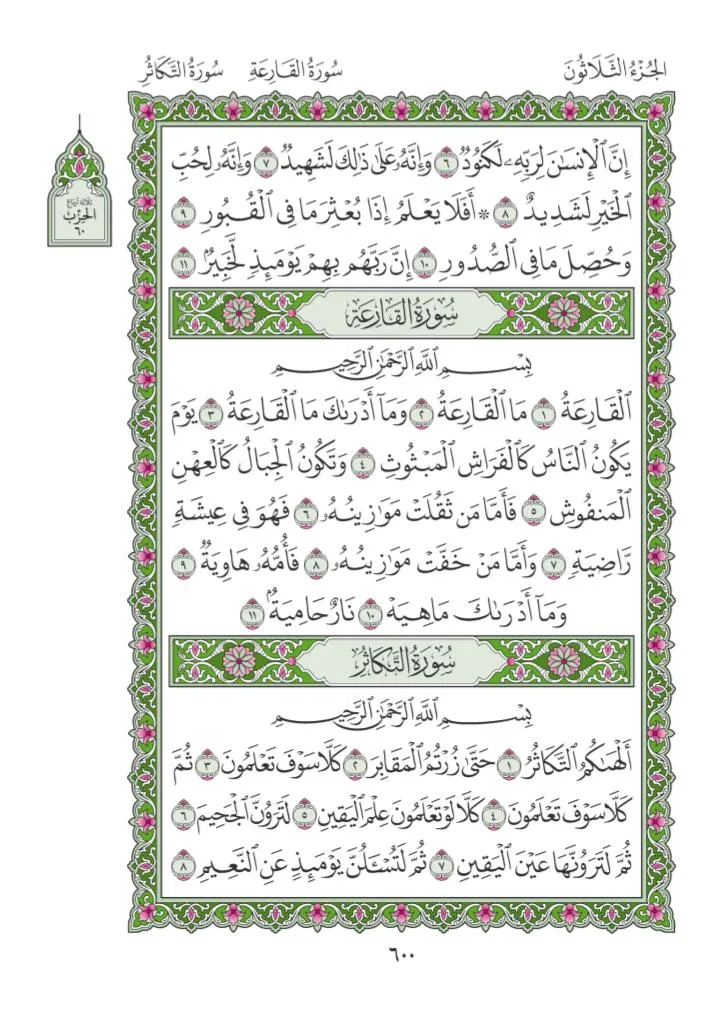 الجُزْءُ الثَّلَاثُونَ سُورَةُ القَارِعَةِ سُورَةُ التَّكَاثُرِ
ثلاثة أرباع
الحِزْبِ
٦٠
إِنَّ ٱلۡإِنسَٰنَ لِرَبِّهِۦ لَكَنُودٞ ٦ وَإِنَّهُۥ عَلَىٰ ذَٰلِكَ لَشَهِيدٞ ٧ وَإِنَّهُۥ لِحُبِّ
ٱلۡخَيۡرِ لَشَدِيدٌ ٨ ۞ أَفَلَا يَعۡلَمُ إِذَا بُعۡثِرَ مَا فِي ٱلۡقُبُورِ ٩
وَحُصِّلَ مَا فِي ٱلصُّدُورِ ١٠ إِنَّ رَبَّهُم بِهِمۡ يَوۡمَئِذٖ لَّخَبِيرُۢ ١١
سُورَةُ القَارِعَةِ
بِسۡمِ ٱللَّهِ ٱلرَّحۡمَٰنِ ٱلرَّحِيمِ
ٱلۡقَارِعَةُ ١ مَا ٱلۡقَارِعَةُ ٢ وَمَآ أَدۡرَىٰكَ مَا ٱلۡقَارِعَةُ ٣ يَوۡمَ
يَكُونُ ٱلنَّاسُ كَٱلۡفَرَاشِ ٱلۡمَبۡثُوثِ ٤ وَتَكُونُ ٱلۡجِبَالُ كَٱلۡعِهۡنِ
ٱلۡمَنفُوشِ ٥ فَأَمَّا مَن ثَقُلَتۡ مَوَٰزِينُهُۥ ٦ فَهُوَ فِي عِيشَةٖ
رَّاضِيَةٖ ٧ وَأَمَّا مَنۡ خَفَّتۡ مَوَٰزِينُهُۥ ٨ فَأُمُّهُۥ هَاوِيَةٞ ٩
وَمَآ أَدۡرَىٰكَ مَا هِيَهۡ ١٠ نَارٌ حَامِيَةُۢ ١١
سُورَةُ التَّكَاثُرِ
بِسۡمِ ٱللَّهِ ٱلرَّحۡمَٰنِ ٱلرَّحِيمِ
أَلۡهَىٰكُمُ ٱلتَّكَاثُرُ ١ حَتَّىٰ زُرۡتُمُ ٱلۡمَقَابِرَ ٢ كَلَّا سَوۡفَ تَعۡلَمُونَ ٣ ثُمَّ
كَلَّا سَوۡفَ تَعۡلَمُونَ ٤ كَلَّا لَوۡ تَعۡلَمُونَ عِلۡمَ ٱلۡيَقِينِ ٥ لَتَرَوُنَّ ٱلۡجَحِيمَ ٦
ثُمَّ لَتَرَوُنَّهَا عَيۡنَ ٱلۡيَقِينِ ٧ ثُمَّ لَتُسۡـَٔلُنَّ يَوۡمَئِذٍ عَنِ ٱلنَّعِيمِ ٨
٦٠٠